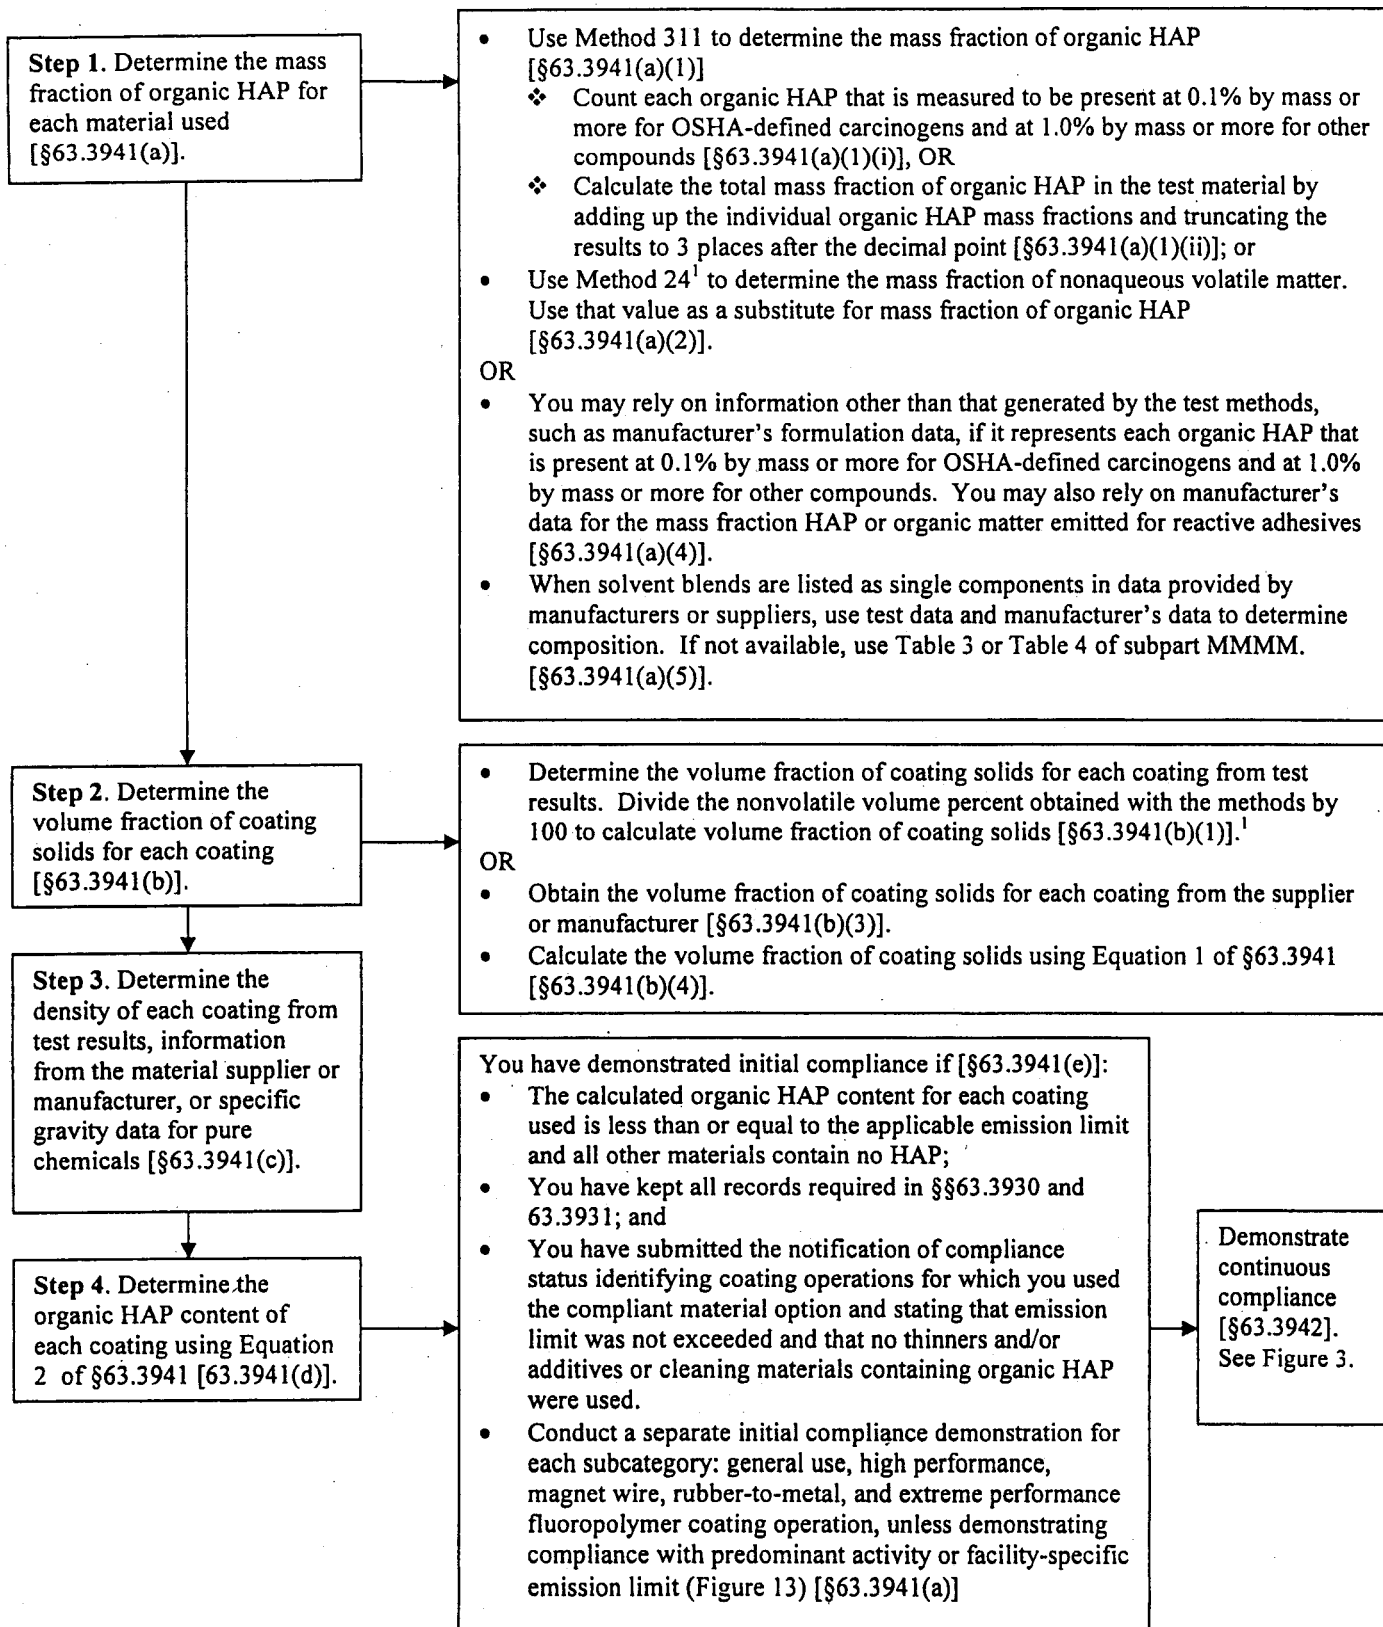 Step 1. Determine the mass
fraction of organic HAP for
each material used
[§63.3941(a)].
• Use Method 311 to determine the mass fraction of organic HAP
[§63.3941(a)(1)]
❖ Count each organic HAP that is measured to be present at 0.1% by mass or
more for OSHA-defined carcinogens and at 1.0% by mass or more for other
compounds [§63.3941(a)(1)(i)], OR
❖ Calculate the total mass fraction of organic HAP in the test material by
adding up the individual organic HAP mass fractions and truncating the
results to 3 places after the decimal point [§63.3941(a)(1)(ii)]; or
• Use Method 24¹ to determine the mass fraction of nonaqueous volatile matter.
Use that value as a substitute for mass fraction of organic HAP
[§63.3941(a)(2)].
OR
• You may rely on information other than that generated by the test methods,
such as manufacturer's formulation data, if it represents each organic HAP that
is present at 0.1% by mass or more for OSHA-defined carcinogens and at 1.0%
by mass or more for other compounds. You may also rely on manufacturer's
data for the mass fraction HAP or organic matter emitted for reactive adhesives
[§63.3941(a)(4)].
• When solvent blends are listed as single components in data provided by
manufacturers or suppliers, use test data and manufacturer's data to determine
composition. If not available, use Table 3 or Table 4 of subpart MMMM.
[§63.3941(a)(5)].
Step 2. Determine the
volume fraction of coating
solids for each coating
[§63.3941(b)].
• Determine the volume fraction of coating solids for each coating from test
results. Divide the nonvolatile volume percent obtained with the methods by
100 to calculate volume fraction of coating solids [§63.3941(b)(1)].¹
OR
• Obtain the volume fraction of coating solids for each coating from the supplier
or manufacturer [§63.3941(b)(3)].
• Calculate the volume fraction of coating solids using Equation 1 of §63.3941
[§63.3941(b)(4)].
Step 3. Determine the
density of each coating from
test results, information
from the material supplier or
manufacturer, or specific
gravity data for pure
chemicals [§63.3941(c)].
Step 4. Determine the
organic HAP content of
each coating using Equation
2 of §63.3941 [63.3941(d)].
You have demonstrated initial compliance if [§63.3941(e)]:
• The calculated organic HAP content for each coating
used is less than or equal to the applicable emission limit
and all other materials contain no HAP;
• You have kept all records required in §§63.3930 and
63.3931; and
• You have submitted the notification of compliance
status identifying coating operations for which you used
the compliant material option and stating that emission
limit was not exceeded and that no thinners and/or
additives or cleaning materials containing organic HAP
were used.
• Conduct a separate initial compliance demonstration for
each subcategory: general use, high performance,
magnet wire, rubber-to-metal, and extreme performance
fluoropolymer coating operation, unless demonstrating
compliance with predominant activity or facility-specific
emission limit (Figure 13) [§63.3941(a)]
Demonstrate
continuous
compliance
[§63.3942].
See Figure 3.